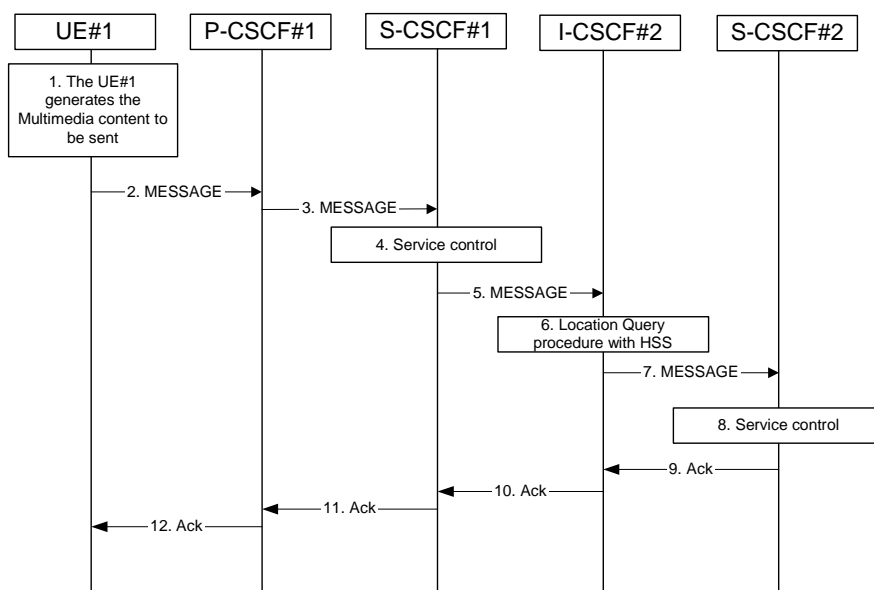 UE#1
P-CSCF#1
S-CSCF#1
I-CSCF#2
S-CSCF#2
1. The UE#1
generates the
Multimedia content to
be sent
2. MESSAGE
3. MESSAGE
4. Service control
5. MESSAGE
6. Location Query
procedure with HSS
7. MESSAGE
8. Service control
9. Ack
10. Ack
11. Ack
12. Ack